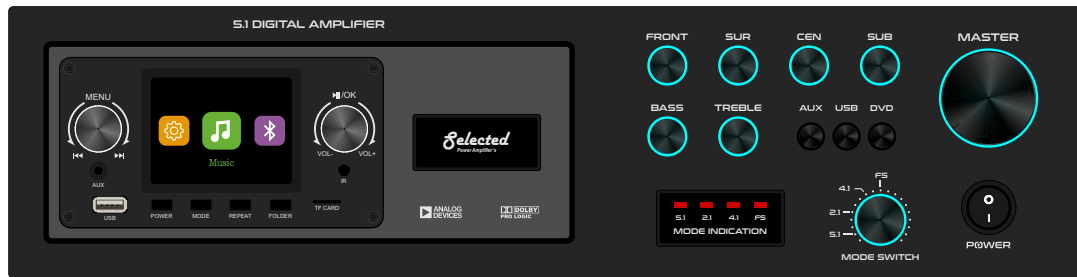 5.1 DIGITAL AMPLIFIER
FRONT SUR CEN SUB MASTER
MENU
/OK
VOL- VOL+
Music
AUX
IR
USB
POWER MODE REPEAT FOLDER TF CARD
Selected
Power Amplifier's
ANALOG
DEVICES
DOLBY
PRO LOGIC
BASS TREBLE AUX USB DVD
5.1 2.1 4.1 FS
MODE INDICATION
FS
4.1
2.1
5.1
MODE SWITCH
POWER